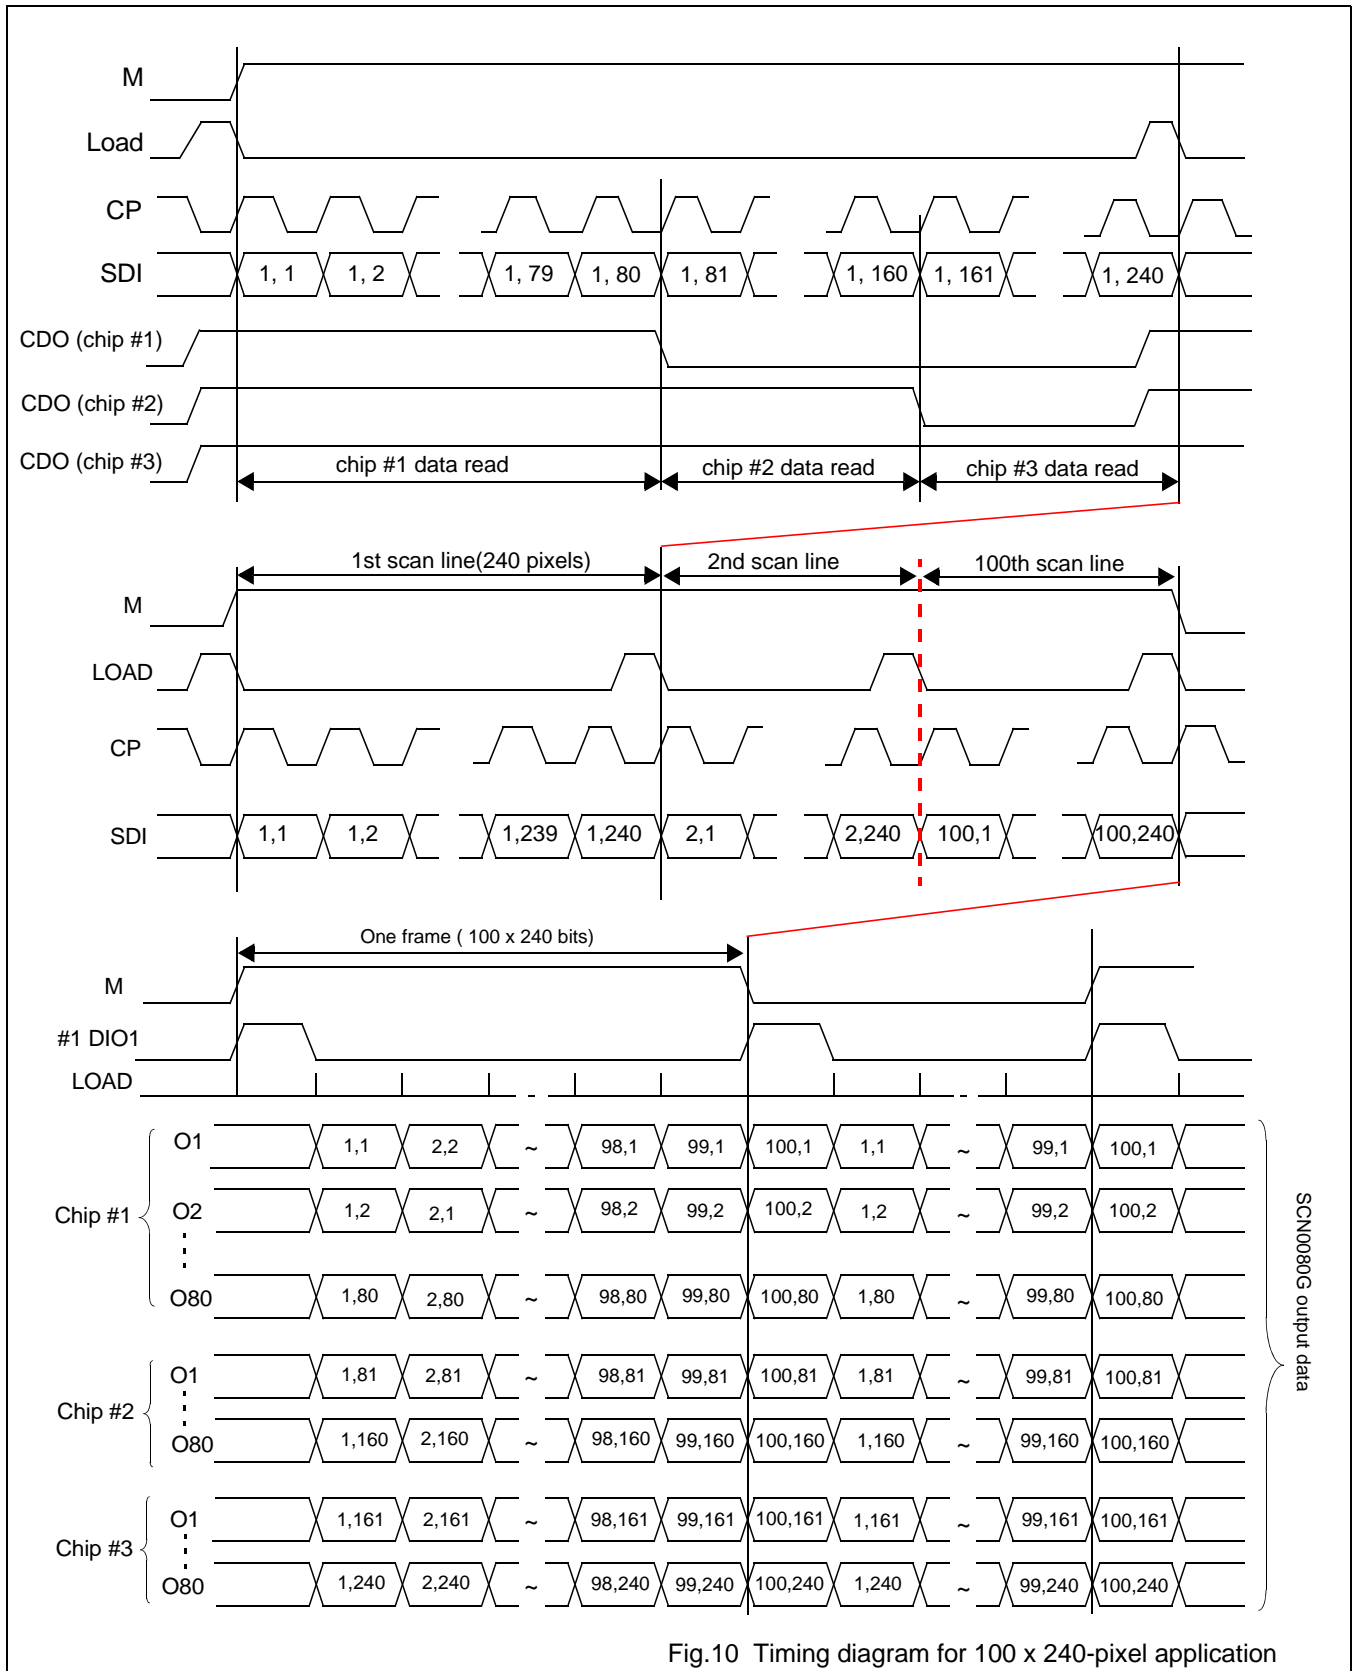 M
Load
CP
SDI 1, 1 1, 2 1, 79 1, 80 1, 81 1, 160 1, 161 1, 240
CDO (chip #1)
CDO (chip #2)
CDO (chip #3)
chip #1 data read chip #2 data read chip #3 data read
1st scan line(240 pixels) 2nd scan line 100th scan line
M
LOAD
CP
SDI 1,1 1,2 1,239 1,240 2,1 2,240 100,1 100,240
One frame ( 100 x 240 bits)
M
#1 DIO1
LOAD
O1 1,1 2,2 ~ 98,1 99,1 100,1 1,1 ~ 99,1 100,1
Chip #1 O2 1,2 2,1 ~ 98,2 99,2 100,2 1,2 ~ 99,2 100,2
O80 1,80 2,80 ~ 98,80 99,80 100,80 1,80 ~ 99,80 100,80
SCN0080G output data
O1 1,81 2,81 ~ 98,81 99,81 100,81 1,81 ~ 99,81 100,81
Chip #2
O80 1,160 2,160 ~ 98,160 99,160 100,160 1,160 ~ 99,160 100,160
O1 1,161 2,161 ~ 98,161 99,161 100,161 1,161 ~ 99,161 100,161
Chip #3
O80 1,240 2,240 ~ 98,240 99,240 100,240 1,240 ~ 99,240 100,240
Fig.10 Timing diagram for 100 x 240-pixel application